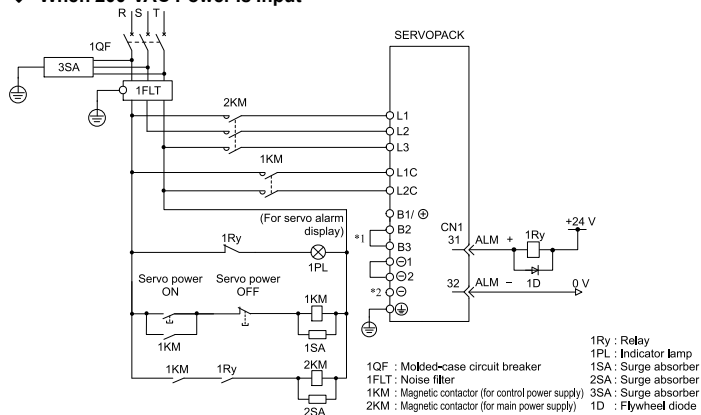 When 200-VAC Power Is Input
R S T
SERVOPACK
1QF
3SA
1FLT
2KM
L1
L2
L3
1KM
L1C
L2C
(For servo alarm
display)
B1/ ⊕
B2
*1
B3
⊖1
⊖2
*2 ⊖
CN1
31 ALM +
1Ry
+24 V
32 ALM −
1D
0 V
1Ry
1PL
Servo power
ON
Servo power
OFF
1KM
1KM
1SA
1KM
1Ry
2KM
2SA
1QF : Molded-case circuit breaker
1FLT : Noise filter
1KM : Magnetic contactor (for control power supply)
2KM : Magnetic contactor (for main power supply)
1Ry : Relay
1PL : Indicator lamp
1SA : Surge absorber
2SA : Surge absorber
3SA : Surge absorber
1D : Flywheel diode